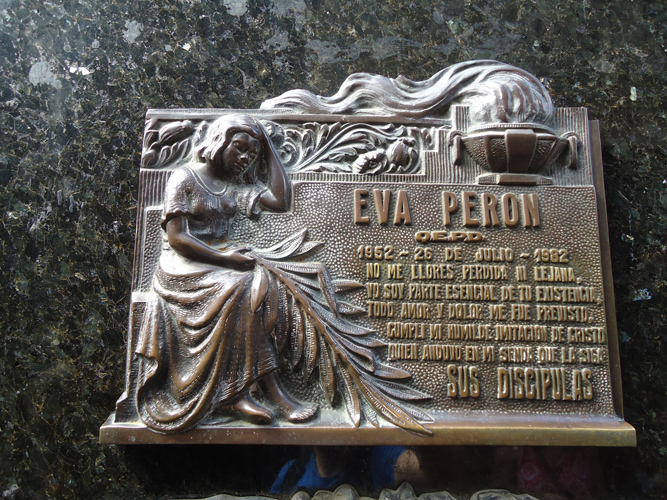 EVA PERON
Q.E.P.D.
1952 - 26 DE JULIO - 1982
NO ME LLORES PERDIDA NI LEJANA,
YO SOY PARTE ESENCIAL DE TU EXISTENCIA,
TODO AMOR Y DOLOR ME FUE PREVISTO,
CUMPLI MI HUMILDE IMITACION DE CRISTO
QUIEN ANDUVO EN MI SENDA QUE LA SIGA
SUS DISCIPULAS